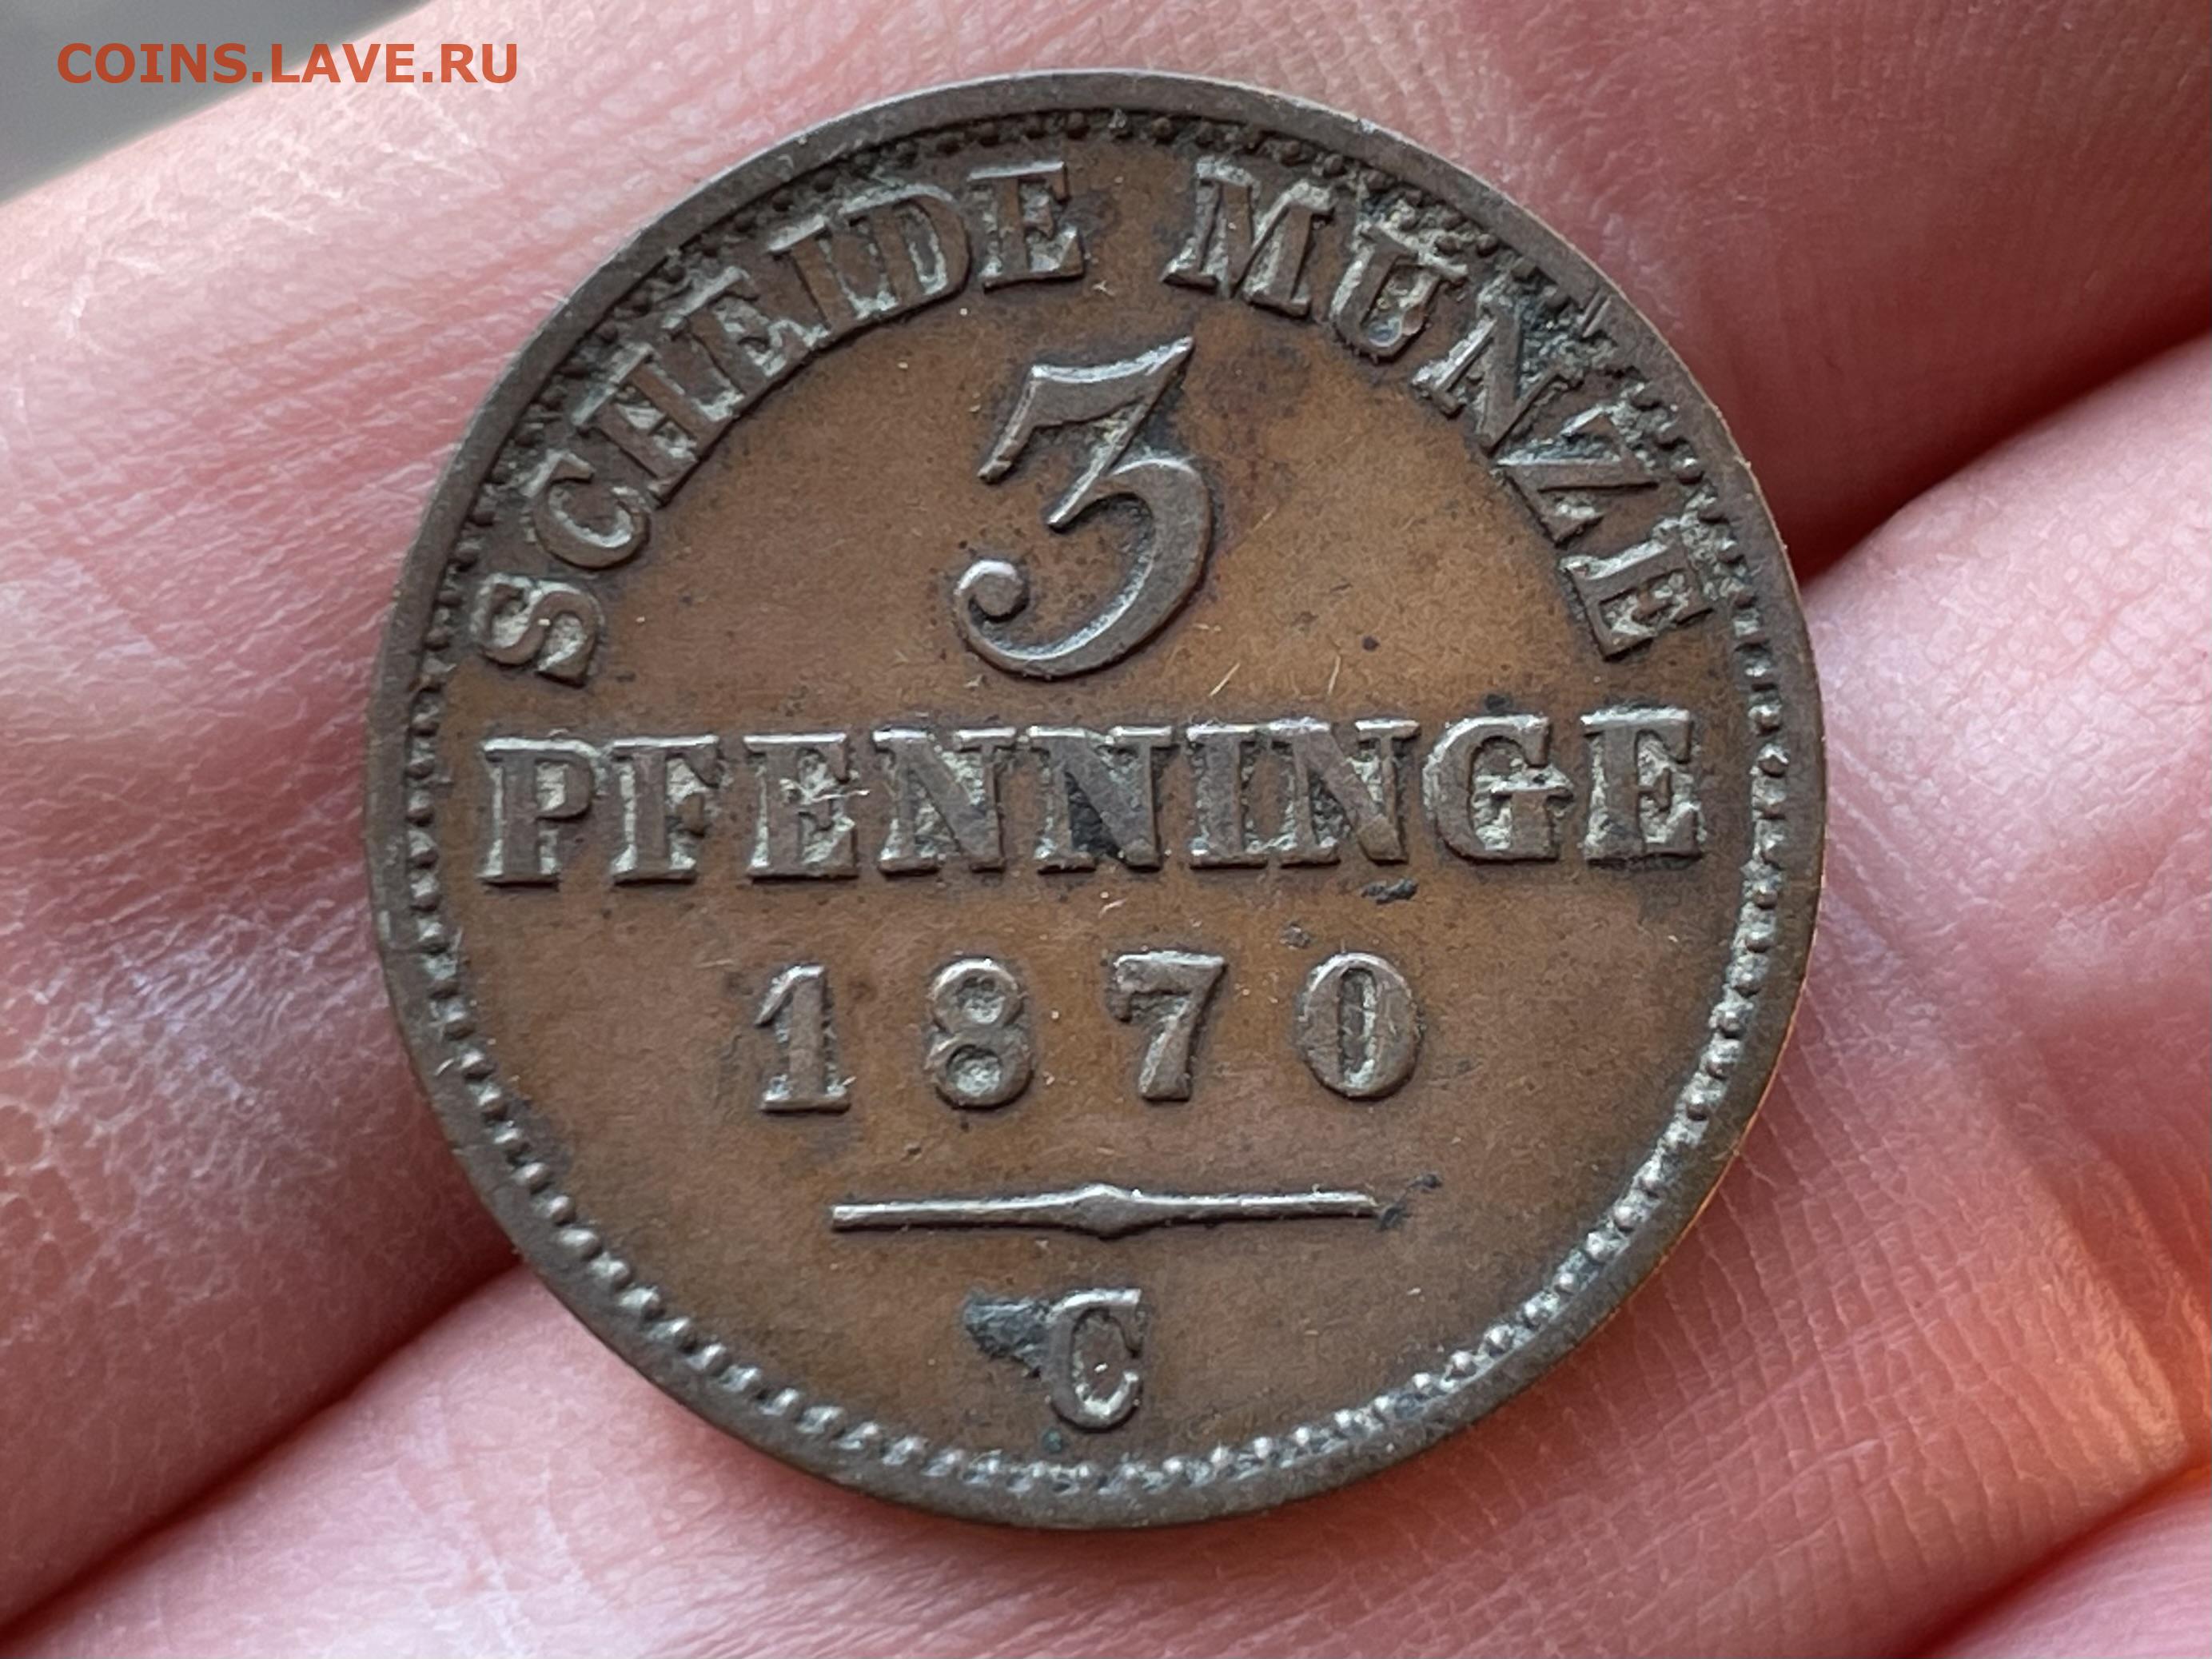 COINS.LAVE.RU
SCHEIDE MÜNZE
3
PFENNINGE
1870
C